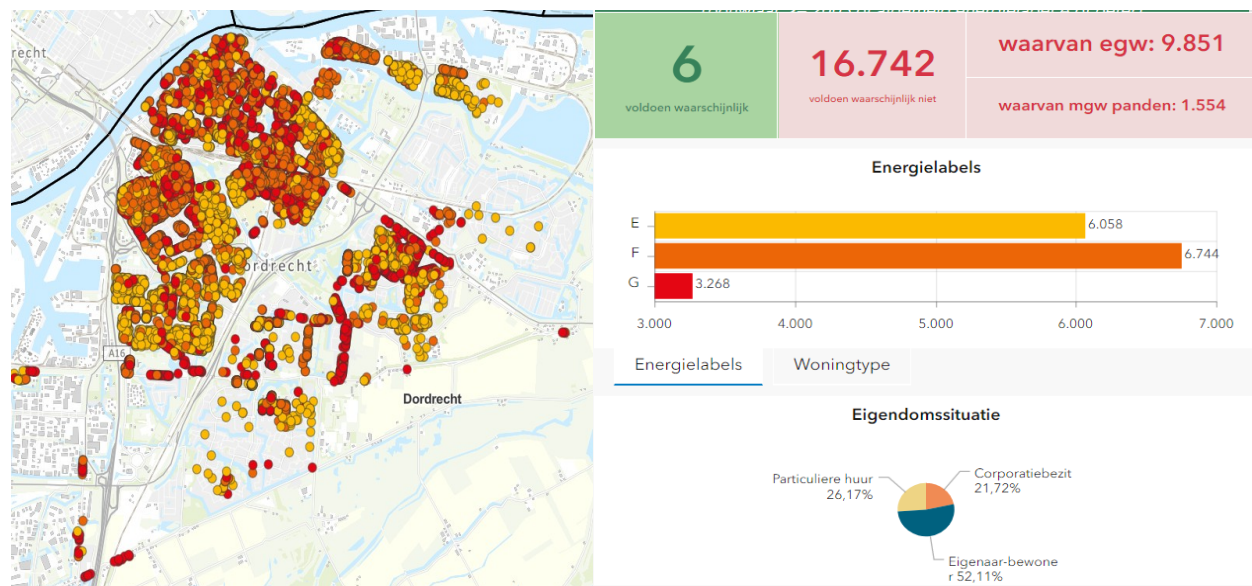 recht
A16
ordrecht
Dordrecht
6
voldoen waarschijnlijk
16.742
voldoen waarschijnlijk niet
waarvan egw: 9.851
waarvan mgw panden: 1.554
Energielabels
E
6.058
F
6.744
G
3.268
3.000
4.000
5.000
6.000
7.000
Energielabels
Woningtype
Eigendomssituatie
Particuliere huur
26,17%
Corporatiebezit
21,72%
Eigenaar-bewone
r 52,11%